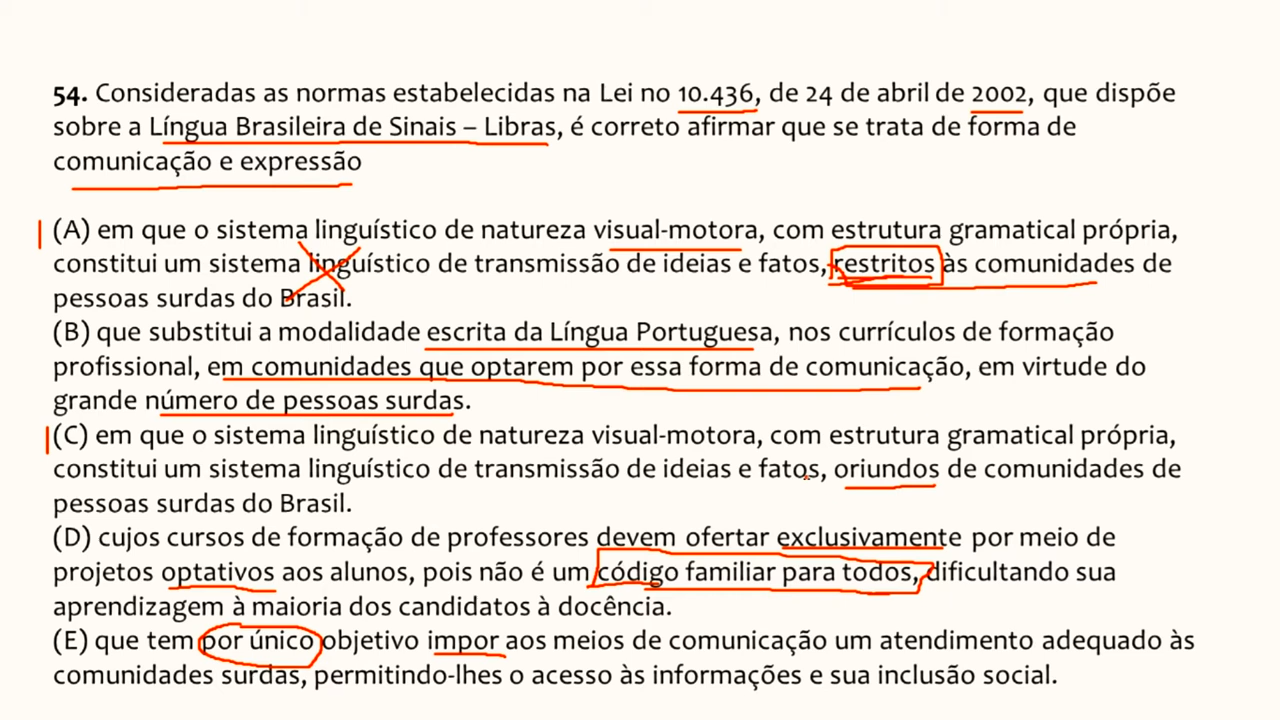 54. Consideradas as normas estabelecidas na Lei no 10.436, de 24 de abril de 2002, que dispõe
sobre a Língua Brasileira de Sinais – Libras, é correto afirmar que se trata de forma de
comunicação e expressão
(A) em que o sistema linguístico de natureza visual-motora, com estrutura gramatical própria,
constitui um sistema linguístico de transmissão de ideias e fatos, restritos às comunidades de
pessoas surdas do Brasil.
(B) que substitui a modalidade escrita da Língua Portuguesa, nos currículos de formação
profissional, em comunidades que optarem por essa forma de comunicação, em virtude do
grande número de pessoas surdas.
(C) em que o sistema linguístico de natureza visual-motora, com estrutura gramatical própria,
constitui um sistema linguístico de transmissão de ideias e fatos, oriundos de comunidades de
pessoas surdas do Brasil.
(D) cujos cursos de formação de professores devem ofertar exclusivamente por meio de
projetos optativos aos alunos, pois não é um código familiar para todos, dificultando sua
aprendizagem à maioria dos candidatos à docência.
(E) que tem por único objetivo impor aos meios de comunicação um atendimento adequado às
comunidades surdas, permitindo-lhes o acesso às informações e sua inclusão social.